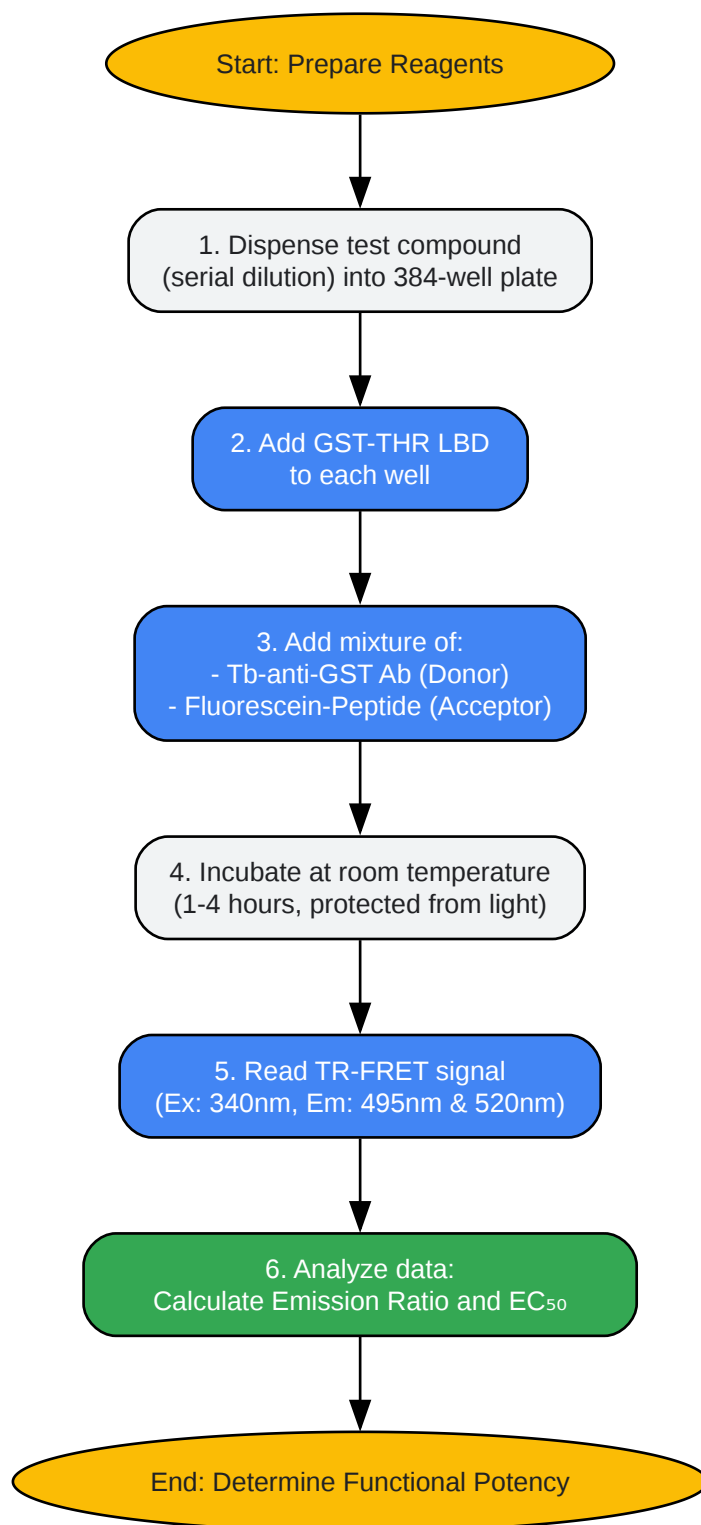 Start: Prepare Reagents
1. Dispense test compound
(serial dilution) into 384-well plate
2. Add GST-THR LBD
to each well
3. Add mixture of:
- Tb-anti-GST Ab (Donor)
- Fluorescein-Peptide (Acceptor)
4. Incubate at room temperature
(1-4 hours, protected from light)
5. Read TR-FRET signal
(Ex: 340nm, Em: 495nm & 520nm)
6. Analyze data:
Calculate Emission Ratio and EC₅₀
End: Determine Functional Potency